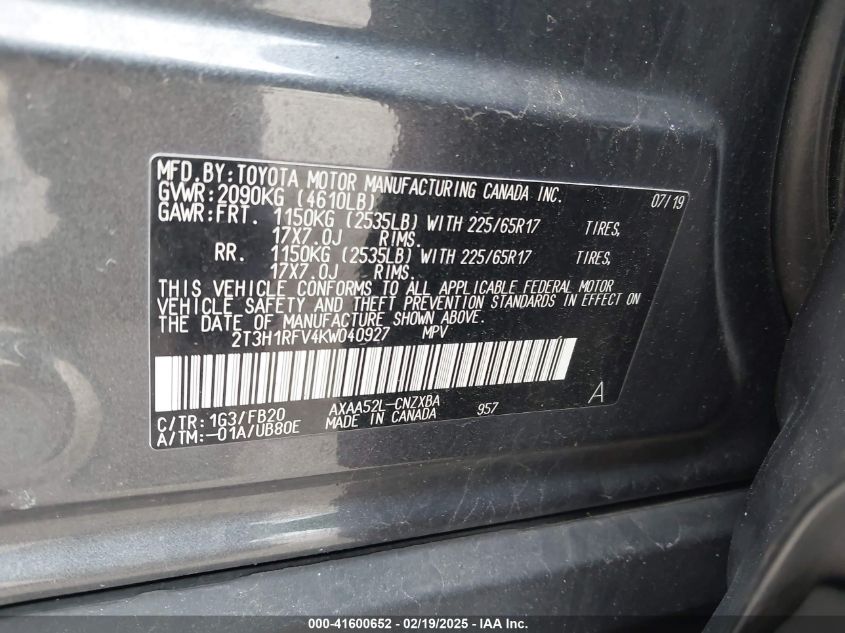 MFD.BY:TOYOTA MOTOR MANUFACTURING CANADA INC.
GVWR:2090KG (4610LB) 07/19
GAWR:FRT. 1150KG (2535LB) WITH 225/65R17 TIRES,
17X7.0J RIMS.
RR. 1150KG (2535LB) WITH 225/65R17 TIRES,
17X7.0J RIMS.
THIS VEHICLE CONFORMS TO ALL APPLICABLE FEDERAL MOTOR
VEHICLE SAFETY AND THEFT PREVENTION STANDARDS IN EFFECT ON
THE DATE OF MANUFACTURE SHOWN ABOVE.
2T3H1RFV4KW040927 MPV
C/TR: 1G3/FB20 AXAA52L-CNZXBA
A/TM:-01A/UB80E MADE IN CANADA 957 A
000-41600652 - 02/19/2025 - IAA Inc.